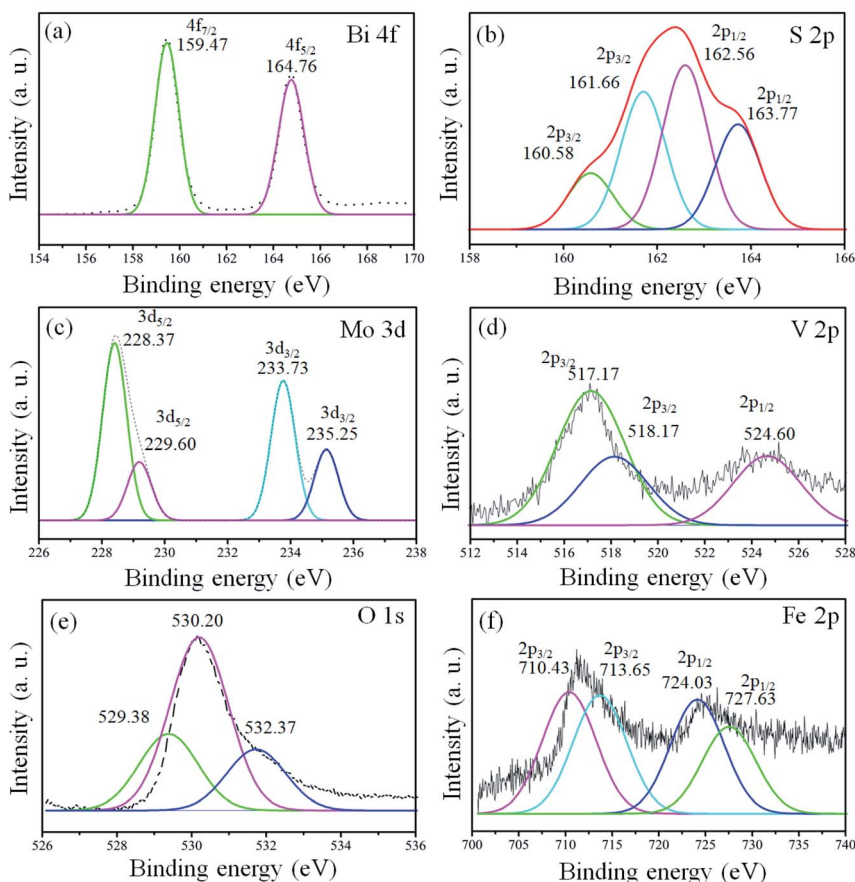 (a)
Bi 4f
4f7/2
159.47
4f5/2
164.76
Intensity (a. u.)
154 156 158 160 162 164 166 168 170
Binding energy (eV)
(b)
S 2p
2p3/2
160.58
2p3/2
161.66
2p1/2
162.56
2p1/2
163.77
Intensity (a. u.)
158 160 162 164 166
Binding energy (eV)
(c)
Mo 3d
3d5/2
228.37
3d5/2
229.60
3d3/2
233.73
3d3/2
235.25
Intensity (a. u.)
226 228 230 232 234 236 238
Binding energy (eV)
(d)
V 2p
2p3/2
517.17
2p3/2
518.17
2p1/2
524.60
Intensity (a. u.)
512 514 516 518 520 522 524 526 528
Binding energy (eV)
(e)
O 1s
529.38
530.20
532.37
Intensity (a. u.)
526 528 530 532 534 536
Binding energy (eV)
(f)
Fe 2p
2p3/2
710.43
2p3/2
713.65
2p1/2
724.03
2p1/2
727.63
Intensity (a. u.)
700 705 710 715 720 725 730 735 740
Binding energy (eV)